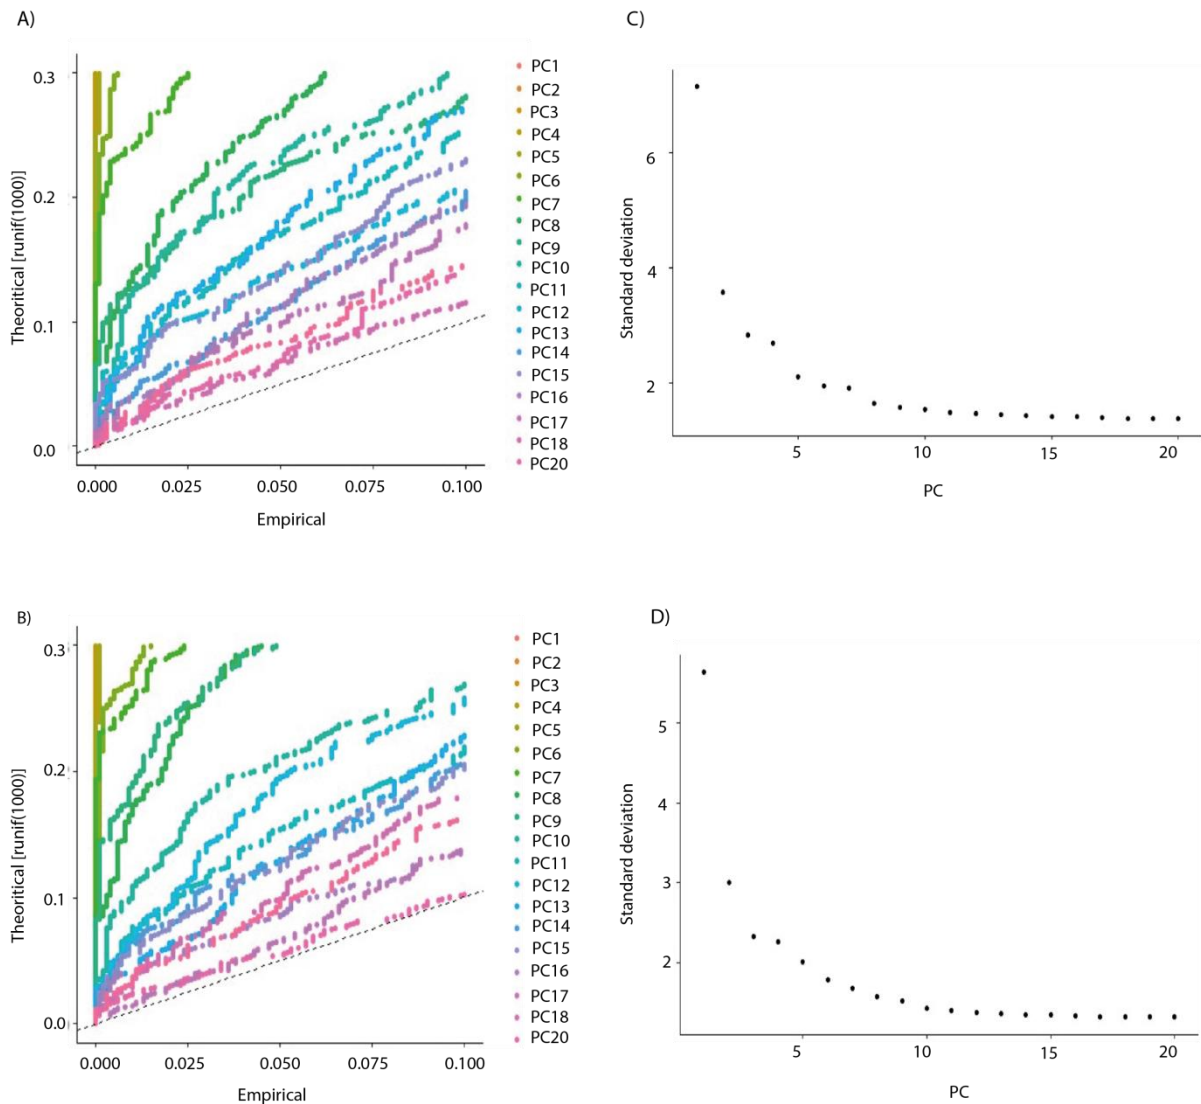 A)
0.3
0.2
0.1
0.0
Theoritical [runif(1000)]
0.000 0.025 0.050 0.075 0.100
Empirical
PC1
PC2
PC3
PC4
PC5
PC6
PC7
PC8
PC9
PC10
PC11
PC12
PC13
PC14
PC15
PC16
PC17
PC18
PC20
C)
6
4
2
Standard deviation
5 10 15 20
PC
B)
0.3
0.2
0.1
0.0
Theoritical [runif(1000)]
0.000 0.025 0.050 0.075 0.100
Empirical
PC1
PC2
PC3
PC4
PC5
PC6
PC7
PC8
PC9
PC10
PC11
PC12
PC13
PC14
PC15
PC16
PC17
PC18
PC20
D)
5
4
3
2
Standard deviation
5 10 15 20
PC